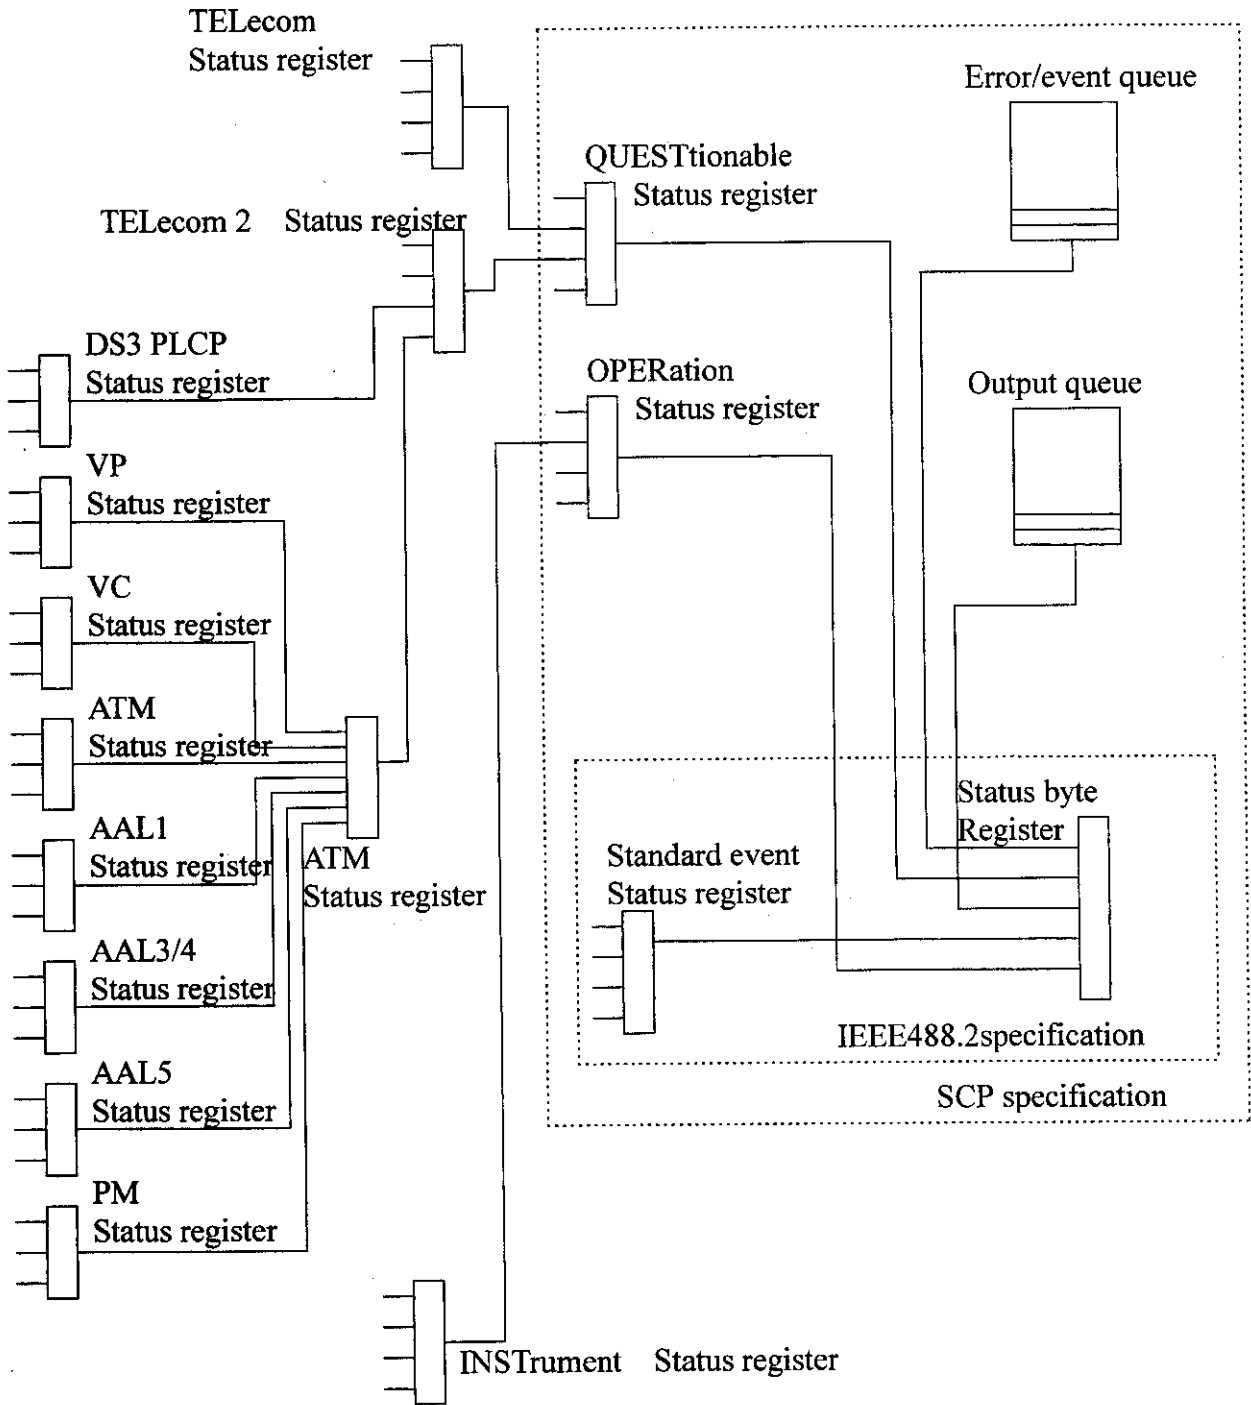 TELecom
Status register
Error/event queue
QUESTtionable
Status register
TELecom 2 Status register
DS3 PLCP
Status register
OPERation
Status register
Output queue
VP
Status register
VC
Status register
ATM
Status register
Status byte
Register
AAL1
Status register
ATM
Status register
Standard event
Status register
AAL3/4
Status register
IEEE488.2specification
AAL5
Status register
SCP specification
PM
Status register
INSTrument Status register